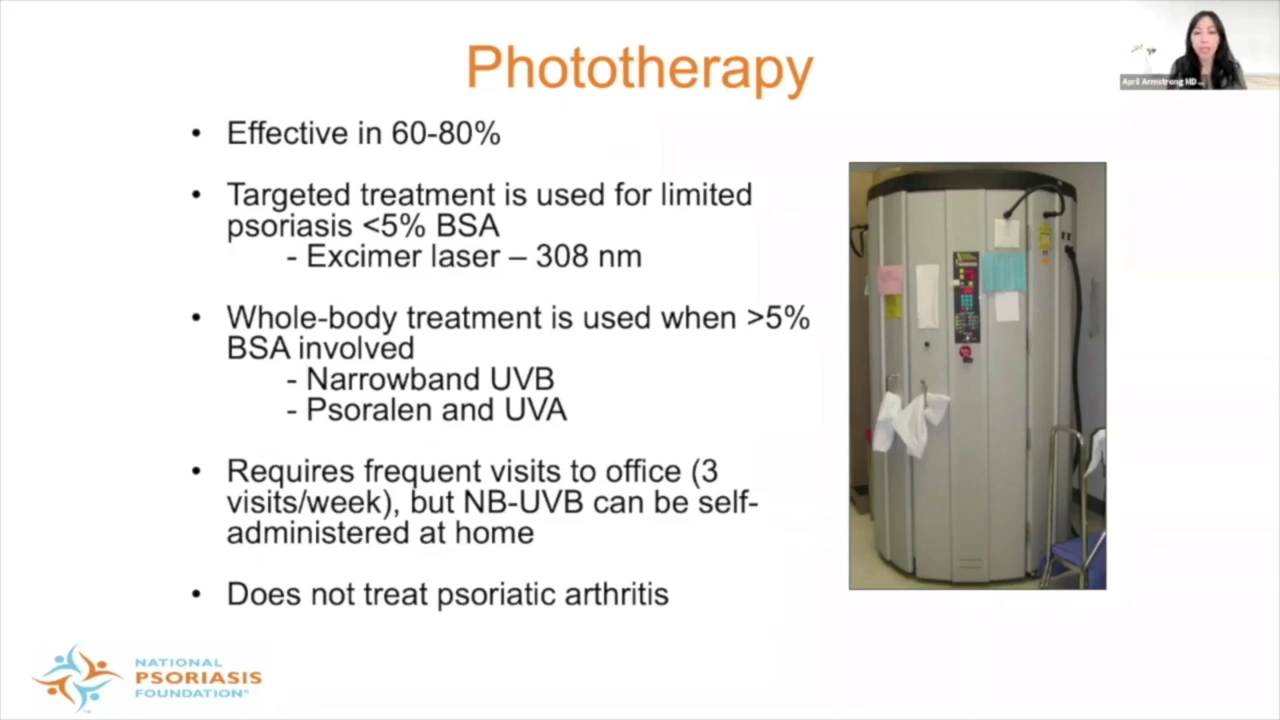 Phototherapy
April Armstrong MD ...
• Effective in 60-80%
• Targeted treatment is used for limited
psoriasis <5% BSA
- Excimer laser – 308 nm
• Whole-body treatment is used when >5%
BSA involved
- Narrowband UVB
- Psoralen and UVA
• Requires frequent visits to office (3
visits/week), but NB-UVB can be self-
administered at home
• Does not treat psoriatic arthritis
NATIONAL
PSORIASIS
FOUNDATION®